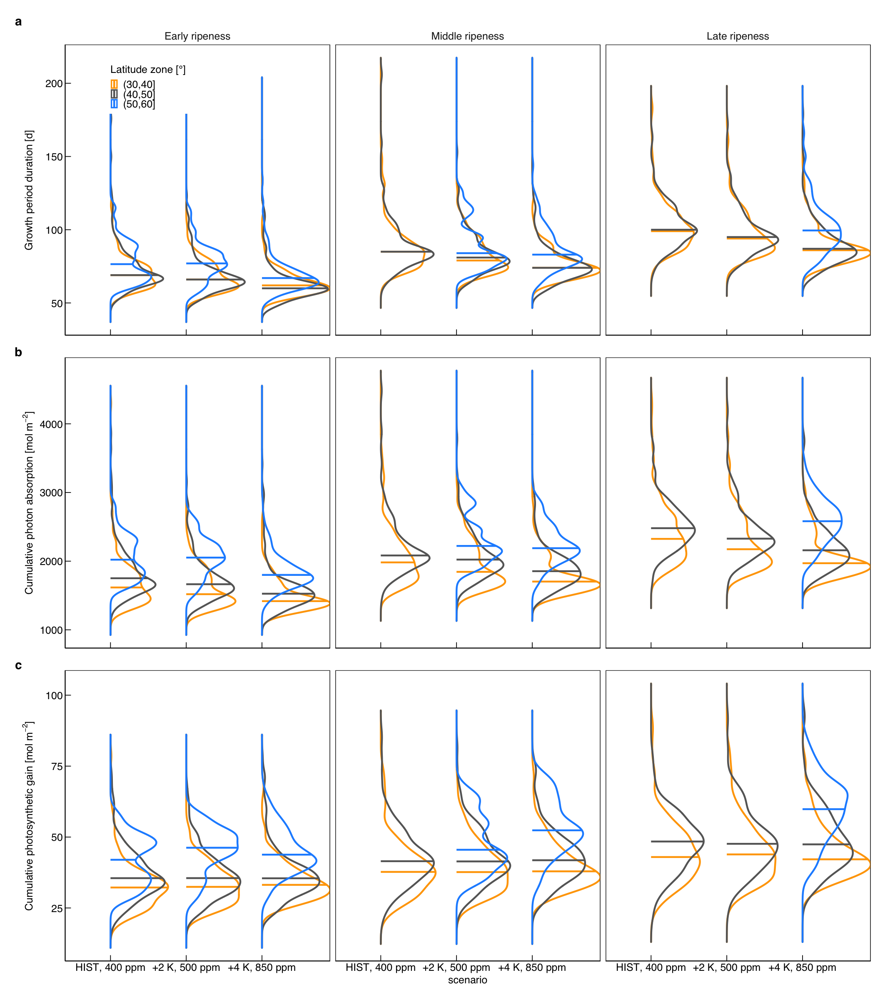 a
Early ripeness
Middle ripeness
Late ripeness
Latitude zone [°]
(30,40]
(40,50]
(50,60]
Growth period duration [d]
200
150
100
50
b
Cumulative photon absorption [mol m⁻²]
4000
3000
2000
1000
c
Cumulative photosynthetic gain [mol m⁻²]
100
75
50
25
HIST, 400 ppm +2 K, 500 ppm +4 K, 850 ppm
HIST, 400 ppm +2 K, 500 ppm +4 K, 850 ppm
HIST, 400 ppm +2 K, 500 ppm +4 K, 850 ppm
scenario